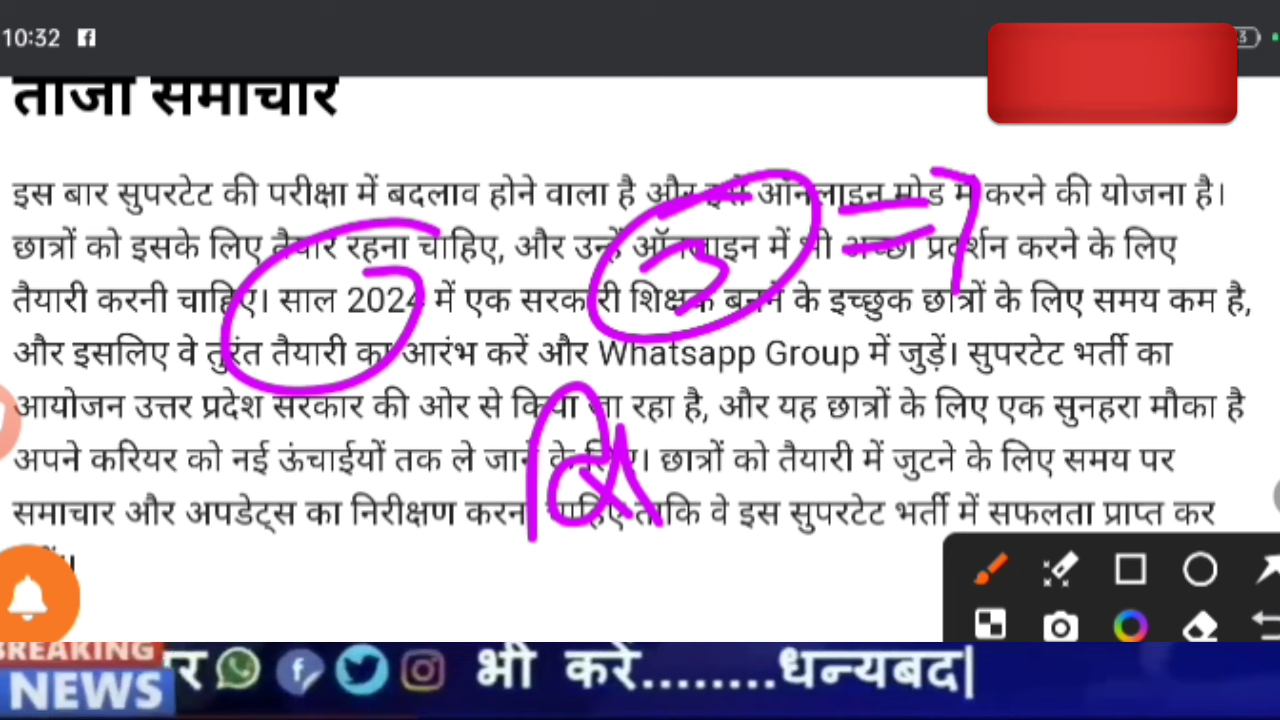 10:32
ताजा समाचार
इस बार सुपरटेट की परीक्षा में बदलाव होने वाला है और इसे ऑनलाइन मोड में करने की योजना है।
छात्रों को इसके लिए तैयार रहना चाहिए, और उन्हें ऑनलाइन में भी अच्छा प्रदर्शन करने के लिए
तैयारी करनी चाहिए। साल 2024 में एक सरकारी शिक्षक बनने के इच्छुक छात्रों के लिए समय कम है,
और इसलिए वे तुरंत तैयारी का आरंभ करें और Whatsapp Group में जुड़ें। सुपरटेट भर्ती का
आयोजन उत्तर प्रदेश सरकार की ओर से किया जा रहा है, और यह छात्रों के लिए एक सुनहरा मौका है
अपने करियर को नई ऊंचाईयों तक ले जाने के लिए। छात्रों को तैयारी में जुटने के लिए समय पर
समाचार और अपडेट्स का निरीक्षण करना चाहिए ताकि वे इस सुपरटेट भर्ती में सफलता प्राप्त कर
BREAKING
NEWS
भी करे........धन्यबद|